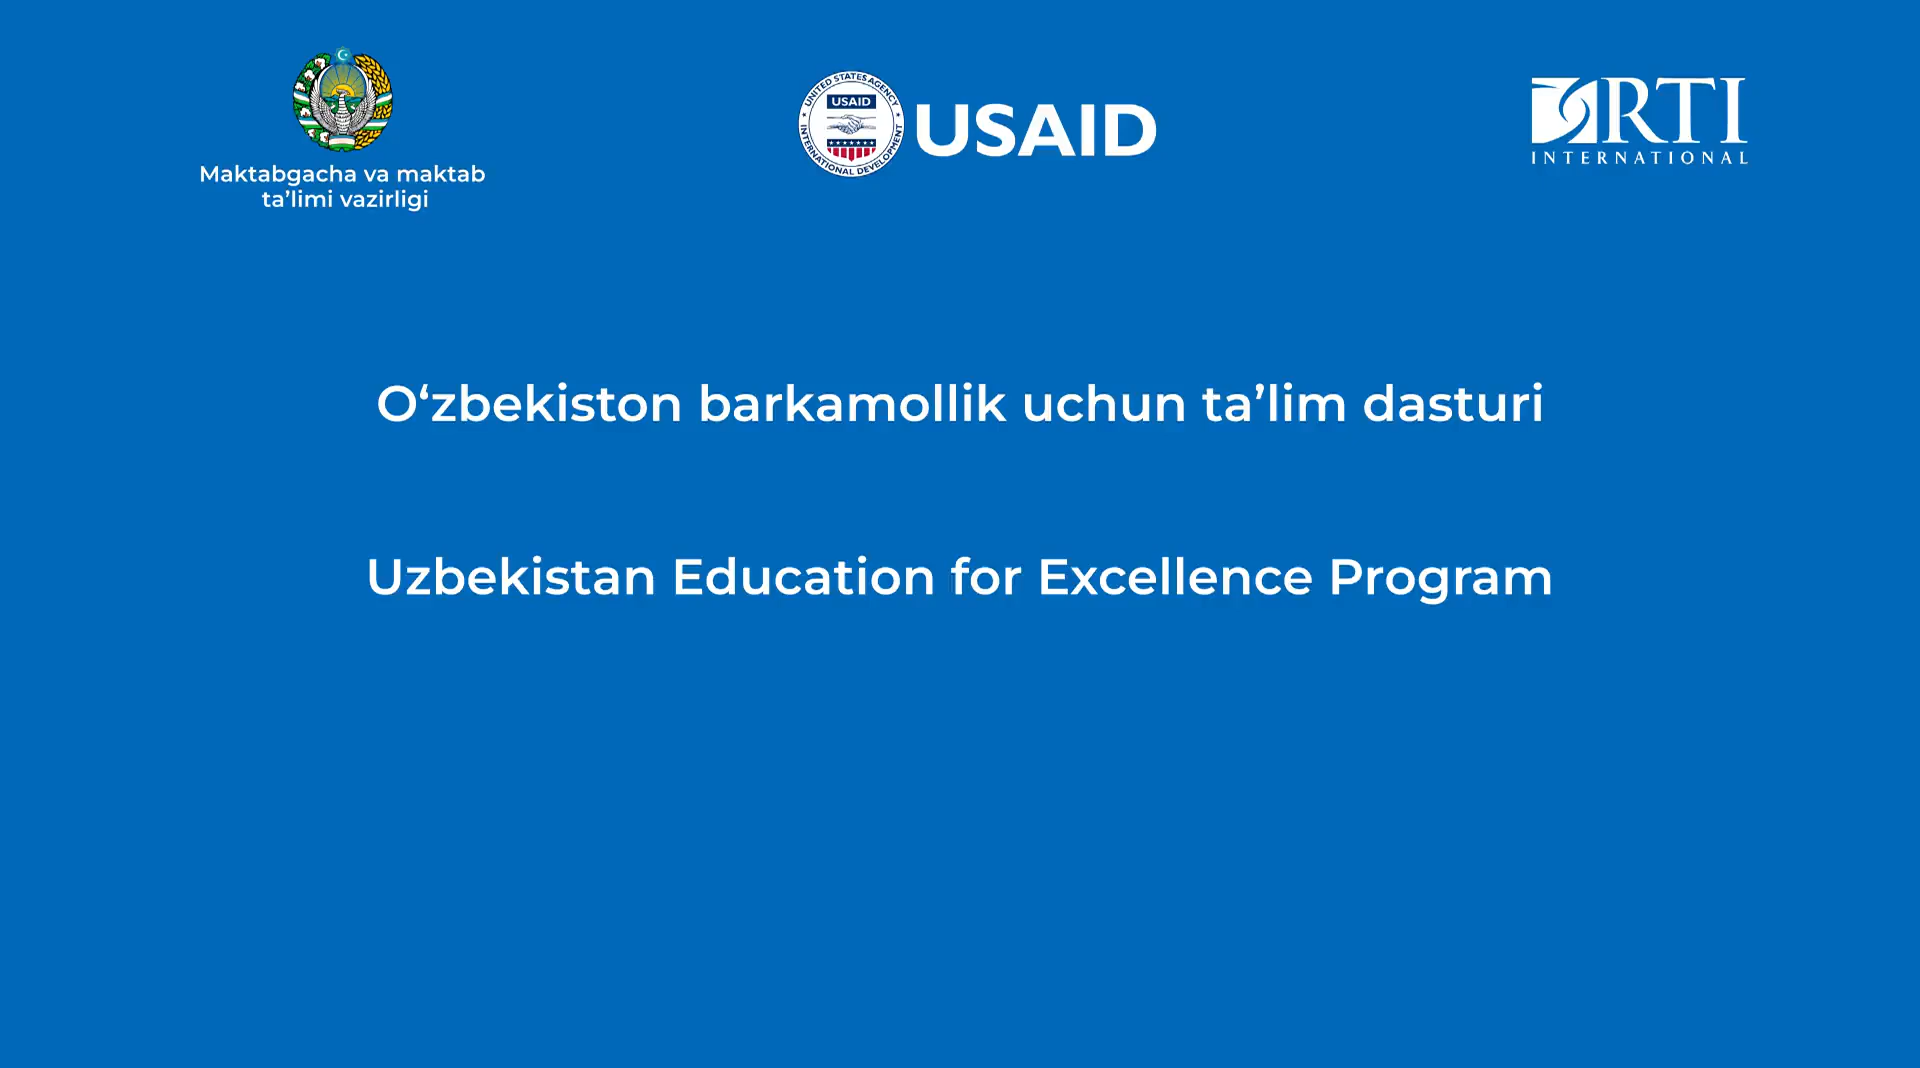 Maktabgacha va maktab
ta’limi vazirligi
UNITED STATES AGENCY
USAID
INTERNATIONAL DEVELOPMENT
USAID
RTI
INTERNATIONAL
O‘zbekiston barkamollik uchun ta’lim dasturi
Uzbekistan Education for Excellence Program